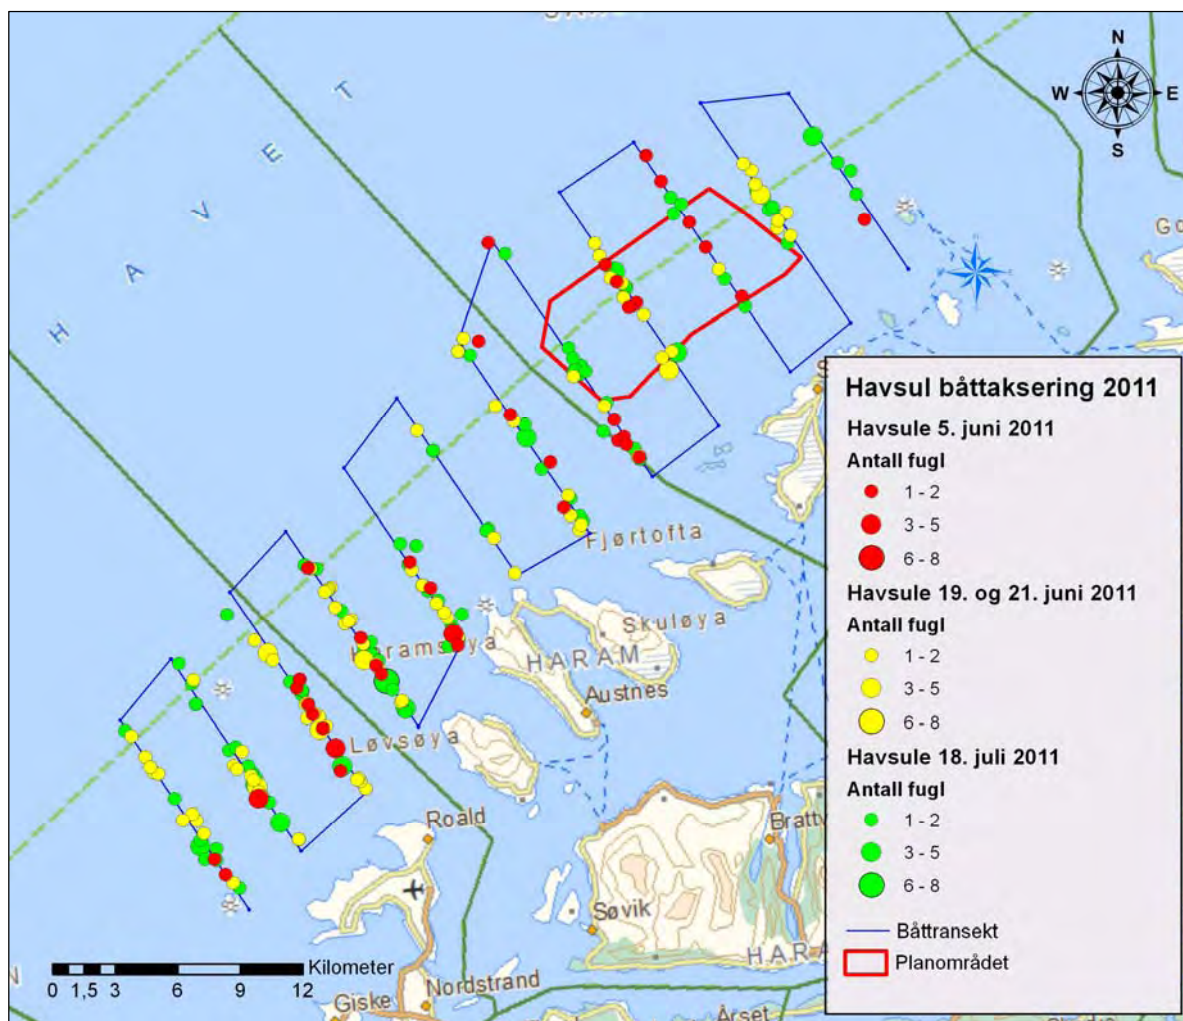 N
W E
S
H A V E T
Havsul båttaksering 2011
Havsule 5. juni 2011
Antall fugl
1 - 2
3 - 5
6 - 8
Havsule 19. og 21. juni 2011
Antall fugl
1 - 2
3 - 5
6 - 8
Havsule 18. juli 2011
Antall fugl
1 - 2
3 - 5
6 - 8
Båttransekt
Planområdet
Fjørtofta
Skuløya
Haramsøya
HARAM
Austnes
Løvsøya
Roald
Brattv
Søvik
HARA
Nordstrand
Giske
Årset
Kilometer
0 1,5 3 6 9 12